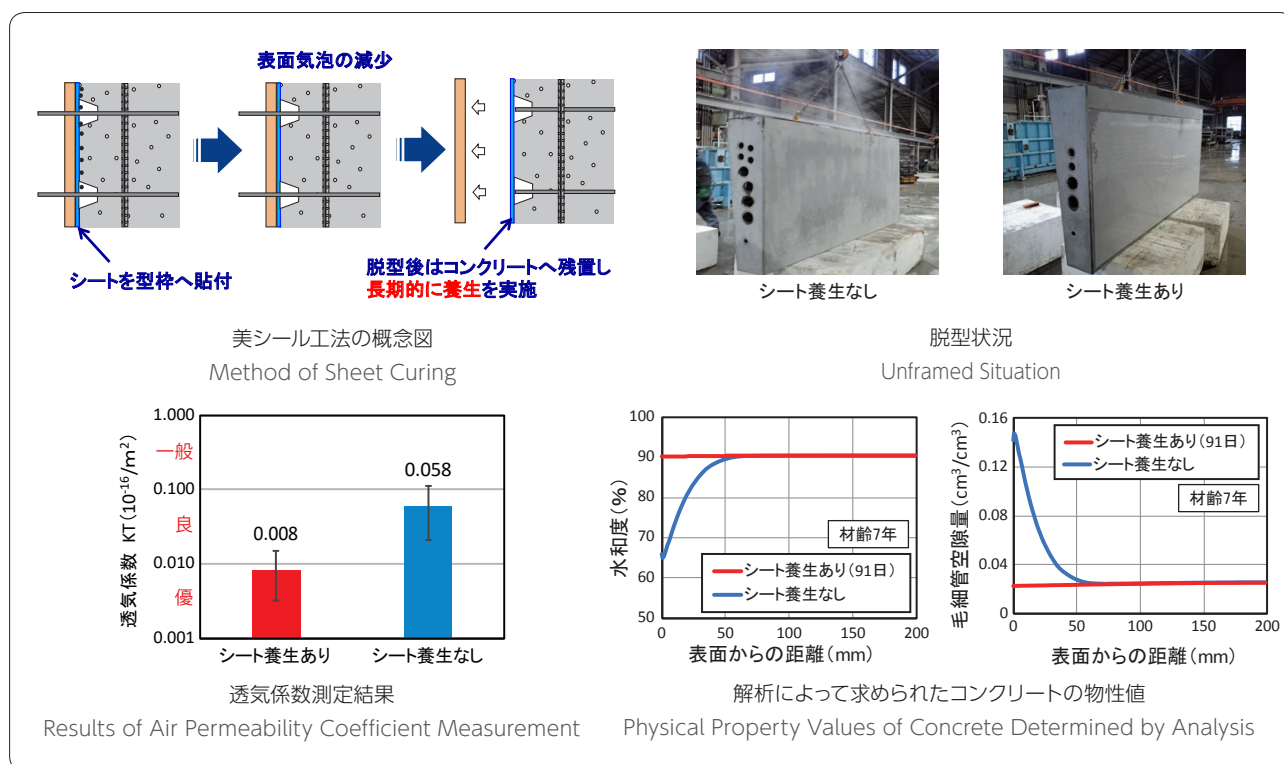 表面気泡の減少
シートを型枠へ貼付
脱型後はコンクリートへ残置し
長期的に養生を実施
美シール工法の概念図
Method of Sheet Curing
シート養生なし
シート養生あり
脱型状況
Unframed Situation
透気係数 KT(10⁻¹⁶/m²)
1.000
一般
0.100
良
0.010
優
0.001
0.008
0.058
シート養生あり
シート養生なし
透気係数測定結果
Results of Air Permeability Coefficient Measurement
水和度(%)
100
90
80
70
60
50
材齢7年
シート養生あり(91日)
シート養生なし
0
50
100
150
200
表面からの距離(mm)
毛細管空隙量(cm³/cm³)
0.16
0.12
0.08
0.04
0
シート養生あり(91日)
シート養生なし
材齢7年
0
50
100
150
200
表面からの距離(mm)
解析によって求められたコンクリートの物性値
Physical Property Values of Concrete Determined by Analysis